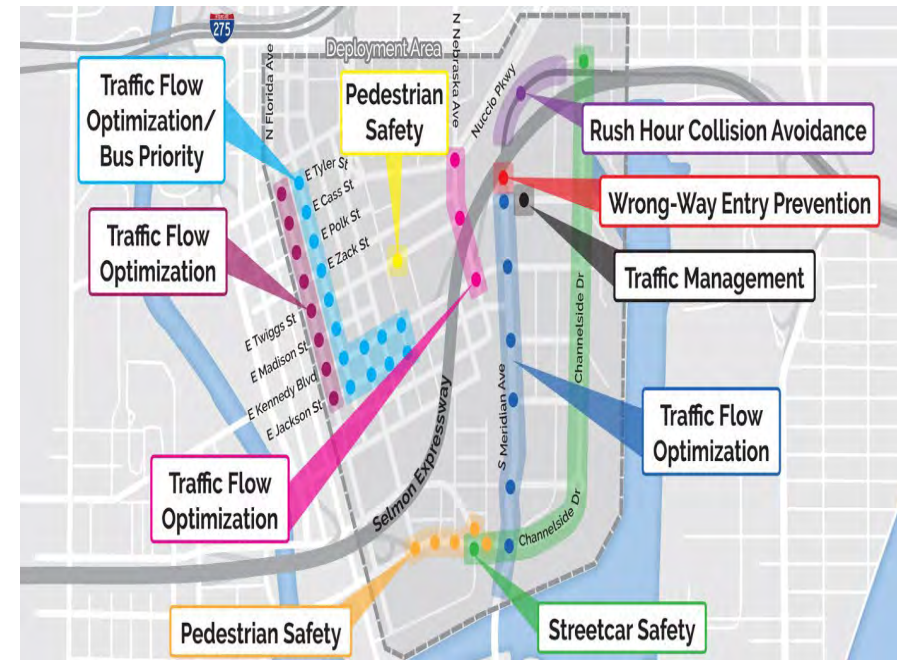 275
Deployment Area
N Florida Ave
N Nebraska Ave
Nuccio Pkwy
Traffic Flow
Optimization/
Bus Priority
Pedestrian
Safety
Rush Hour Collision Avoidance
E Tyler St
E Cass St
E Polk St
E Zack St
Wrong-Way Entry Prevention
Traffic Flow
Optimization
Traffic Management
E Twiggs St
E Madison St
E Kennedy Blvd
E Jackson St
Channelside Dr
S Meridian Ave
Selmon Expressway
Traffic Flow
Optimization
Traffic Flow
Optimization
Channelside Dr
Pedestrian Safety
Streetcar Safety